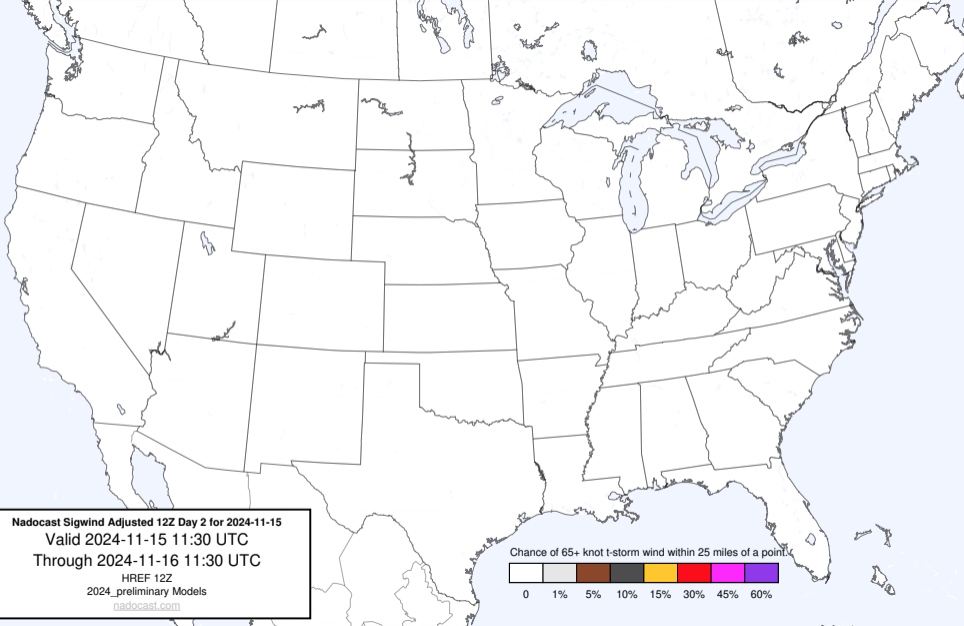 Nadocast Sigwind Adjusted 12Z Day 2 for 2024-11-15
Valid 2024-11-15 11:30 UTC
Through 2024-11-16 11:30 UTC
HREF 12Z
2024_preliminary Models
nadocast.com
Chance of 65+ knot t-storm wind within 25 miles of a point.
0 1% 5% 10% 15% 30% 45% 60%